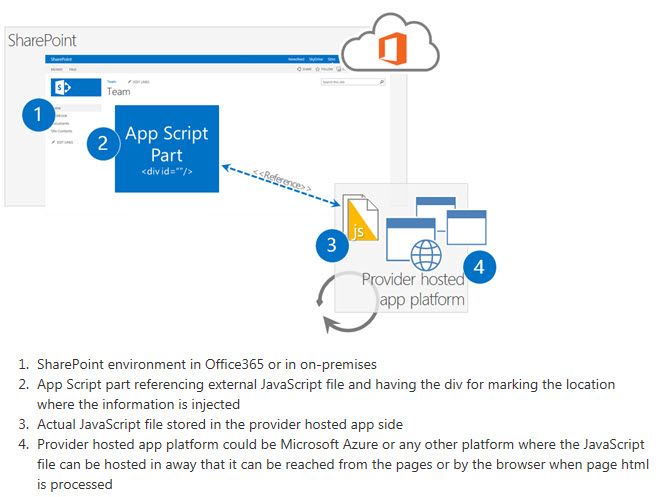 SharePoint
SharePoint
Newsfeed SkyDrive Sites
SHARE FOLLOW
Team EDIT LINKS
Search this site
Team
1
Documents
Site Contents
EDIT LINKS
2
App Script
Part
<div id=""/>
<<Reference>>
js
3
4
Provider hosted
app platform
1. SharePoint environment in Office365 or in on-premises
2. App Script part referencing external JavaScript file and having the div for marking the location
where the information is injected
3. Actual JavaScript file stored in the provider hosted app side
4. Provider hosted app platform could be Microsoft Azure or any other platform where the JavaScript
file can be hosted in away that it can be reached from the pages or by the browser when page html
is processed